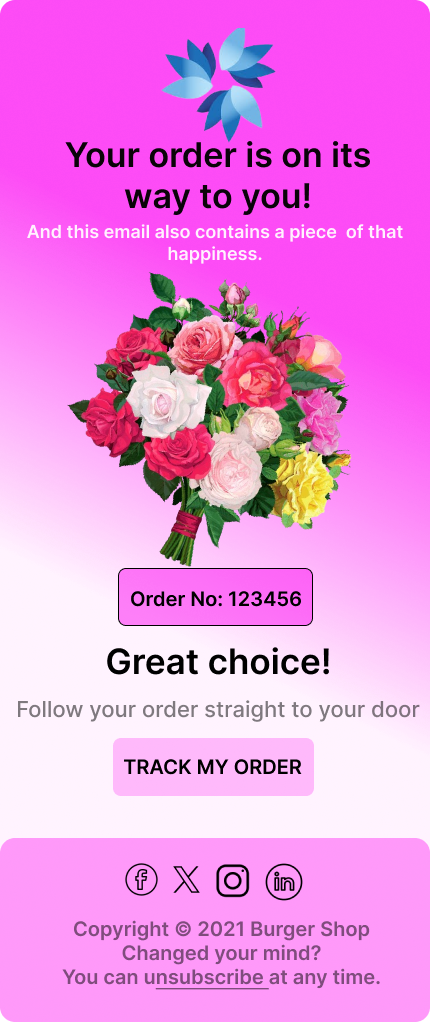 Your order is on its
way to you!
And this email also contains a piece  of that
happiness.
Order No: 123456
Great choice!
Follow your order straight to your door
TRACK MY ORDER
Copyright © 2021 Burger Shop
Changed your mind?
You can unsubscribe at any time.